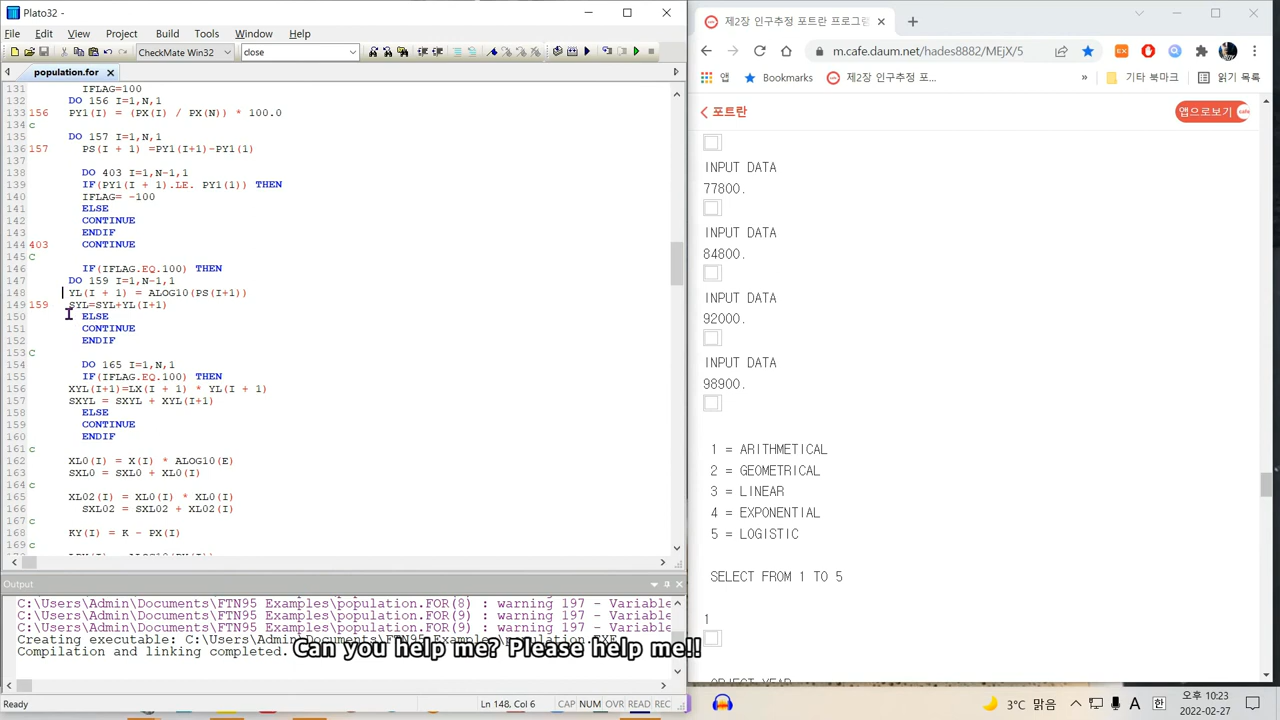 Plato32 -
File Edit View Project Build Tools Window Help
CheckMate Win32
close
population.for
131 IFLAG=100
132 DO 156 I=1,N,1
133 156 PY1(I) = (PX(I) / PX(N)) * 100.0
134 C
135 DO 157 I=1,N,1
136 157 PS(I + 1) =PY1(I+1)-PY1(1)
137
138 DO 403 I=1,N-1,1
139 IF(PY1(I + 1).LE. PY1(1)) THEN
140 IFLAG= -100
141 ELSE
142 CONTINUE
143 ENDIF
144 403 CONTINUE
145 C
146 IF(IFLAG.EQ.100) THEN
147 DO 159 I=1,N-1,1
148 YL(I + 1) = ALOG10(PS(I+1))
149 159 SYL=SYL+YL(I+1)
150 ELSE
151 CONTINUE
152 ENDIF
153 C
154 DO 165 I=1,N,1
155 IF(IFLAG.EQ.100) THEN
156 XYL(I+1)=LX(I + 1) * YL(I + 1)
157 SXYL = SXYL + XYL(I+1)
158 ELSE
159 CONTINUE
160 ENDIF
161 C
162 XL0(I) = X(I) * ALOG10(E)
163 SXL0 = SXL0 + XL0(I)
164 C
165 XL02(I) = XL0(I) * XL0(I)
166 SXL02 = SXL02 + XL02(I)
167 C
168 KY(I) = K - PX(I)
169 C
Output
C:\Users\Admin\Documents\FTN95 Examples\population.FOR(8) : warning 197 - Variable
C:\Users\Admin\Documents\FTN95 Examples\population.FOR(9) : warning 197 - Variable
C:\Users\Admin\Documents\FTN95 Examples\population.FOR(9) : warning 197 - Variable
Creating executable: C:\Users\Admin\Documents\FTN95 Examples\population.EXE
Compilation and linking completed.
Can you help me? Please help me!!
Ready
Ln 148, Col 6
CAP NUM OVR READ REC
제2장 인구추정 포트란 프로그램
m.cafe.daum.net/hades8882/MEjX/5
앱
Bookmarks
제2장 인구추정 포...
»
기타 북마크
읽기 목록
포트란
앱으로보기
cafe
INPUT DATA
77800.
INPUT DATA
84800.
INPUT DATA
92000.
INPUT DATA
98900.
1 = ARITHMETICAL
2 = GEOMETRICAL
3 = LINEAR
4 = EXPONENTIAL
5 = LOGISTIC
SELECT FROM 1 TO 5
1
OBJECT YEAR
3°C 맑음
A
한
오후 10:23
2022-02-27